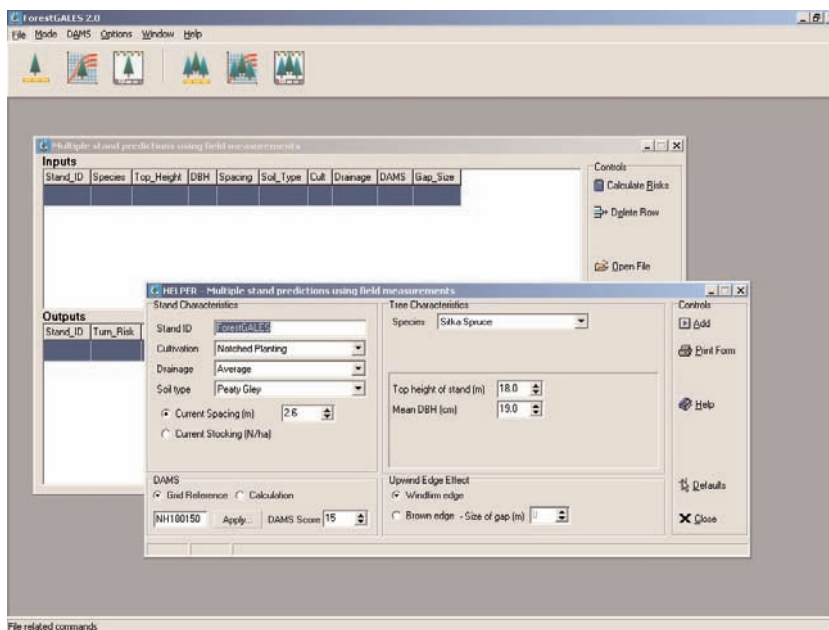 ForestGALES 2.0
File Mode DAMS Options Window Help
Multiple stand predictions using field measurements
Inputs
Stand_ID Species Top_Height DBH Spacing Soil_Type Cult Drainage DAMS Gap_Size
Controls
Calculate Risks
Delete Row
Open File
Outputs
Stand_ID Turn_Risk
HELPER - Multiple stand predictions using field measurements
Stand Characteristics
Stand ID ForestGALES
Cultivation Notched Planting
Drainage Average
Soil type Peaty Gley
Current Spacing (m) 2.6
Current Stocking (N/ha)
Tree Characteristics
Species Sitka Spruce
Top height of stand (m) 18.0
Mean DBH (cm) 19.0
DAMS
Grid Reference Calculation
NH100150 Apply... DAMS Score 15
Upwind Edge Effect
Windfirm edge
Brown edge - Size of gap (m) 0
Controls
Add
Print Form
Help
Defaults
Close
File related commands